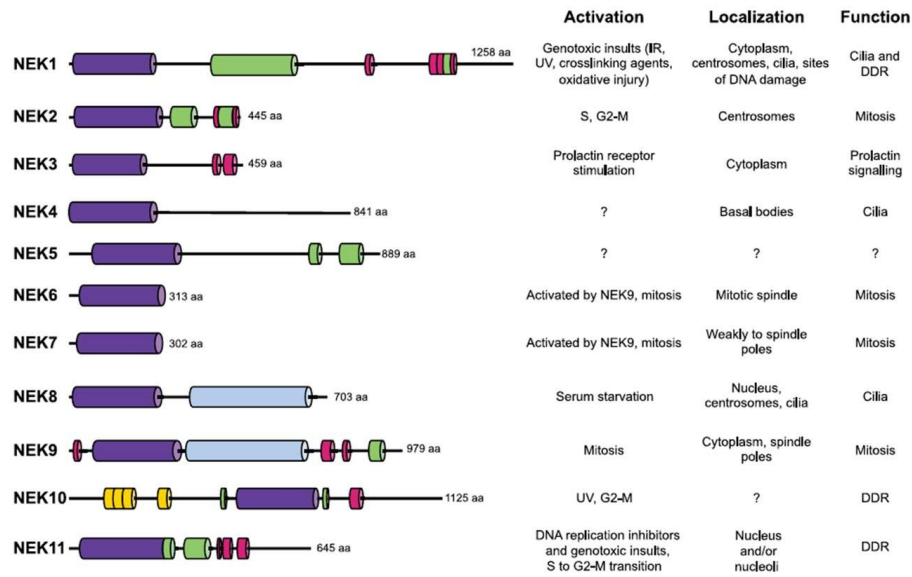 Activation Localization Function
NEK1 1258 aa Genotoxic insults (IR, Cytoplasm, Cilia and
UV, crosslinking agents, centrosomes, cilia, sites DDR
oxidative injury) of DNA damage
NEK2 445 aa S, G2-M Centrosomes Mitosis
NEK3 459 aa Prolactin receptor Cytoplasm Prolactin
stimulation signalling
NEK4 841 aa ? Basal bodies Cilia
NEK5 889 aa ? ? ?
NEK6 313 aa Activated by NEK9, mitosis Mitotic spindle Mitosis
NEK7 302 aa Activated by NEK9, mitosis Weakly to spindle Mitosis
poles
NEK8 703 aa Serum starvation Nucleus, Cilia
centrosomes, cilia
NEK9 979 aa Mitosis Cytoplasm, spindle Mitosis
poles
NEK10 1125 aa UV, G2-M ? DDR
NEK11 645 aa DNA replication inhibitors Nucleus DDR
and genotoxic insults, and/or
S to G2-M transition nucleoli